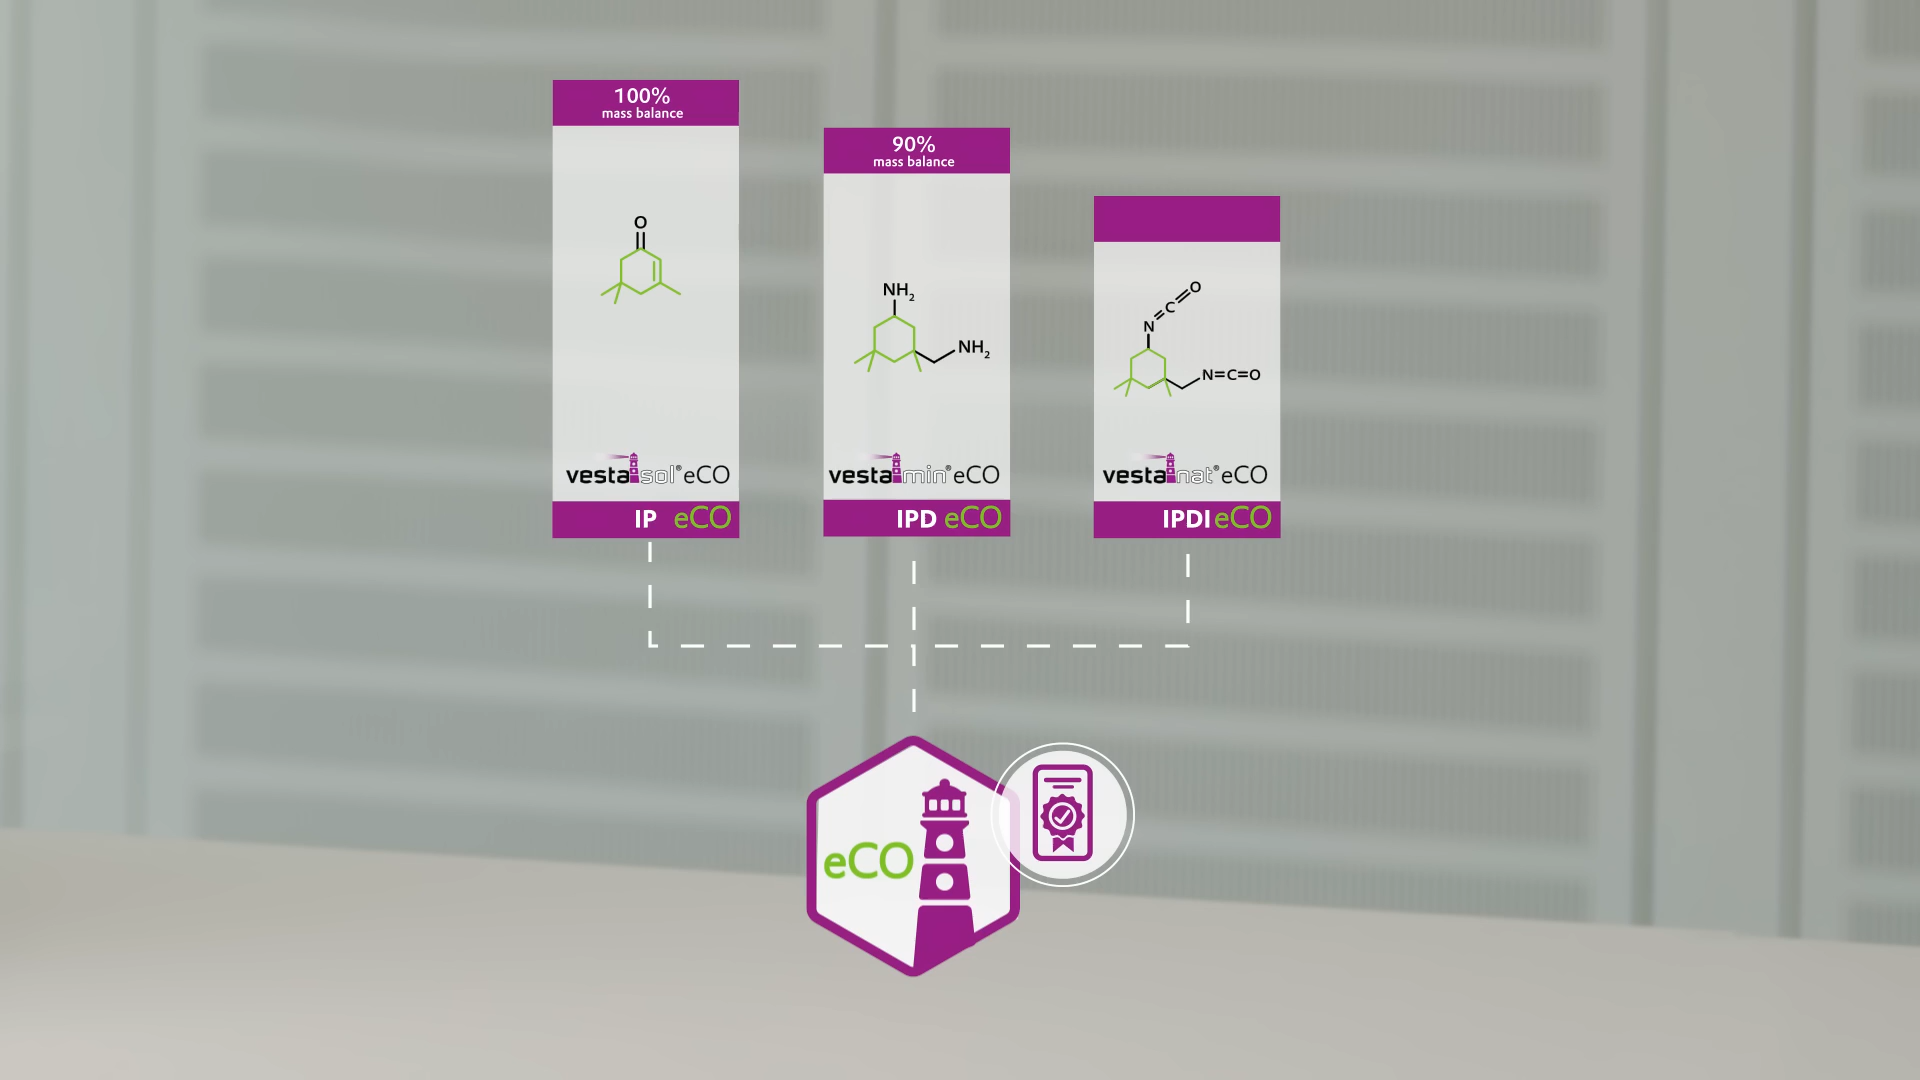 100%
mass balance
O
vestasol®eCO
IP eCO
90%
mass balance
NH₂
NH₂
vestamin®eCO
IPD eCO
O
C
N
N=C=O
vestanat®eCO
IPDI eCO
eCO